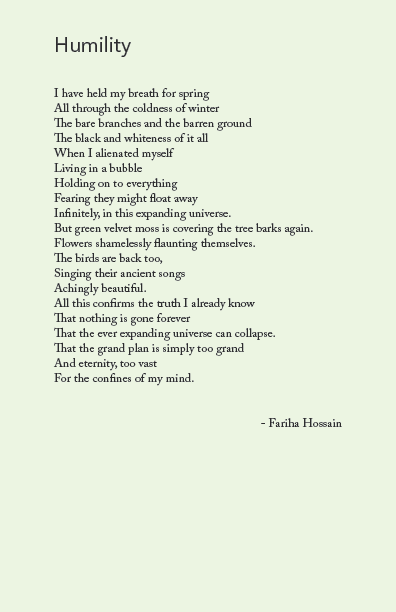 Humility
I have held my breath for spring
All through the coldness of winter
The bare branches and the barren ground
The black and whiteness of it all
When I alienated myself
Living in a bubble
Holding on to everything
Fearing they might float away
Infinitely, in this expanding universe.
But green velvet moss is covering the tree barks again.
Flowers shamelessly flaunting themselves.
The birds are back too,
Singing their ancient songs
Achingly beautiful.
All this confirms the truth I already know
That nothing is gone forever
That the ever expanding universe can collapse.
That the grand plan is simply too grand
And eternity, too vast
For the confines of my mind.
- Fariha Hossain